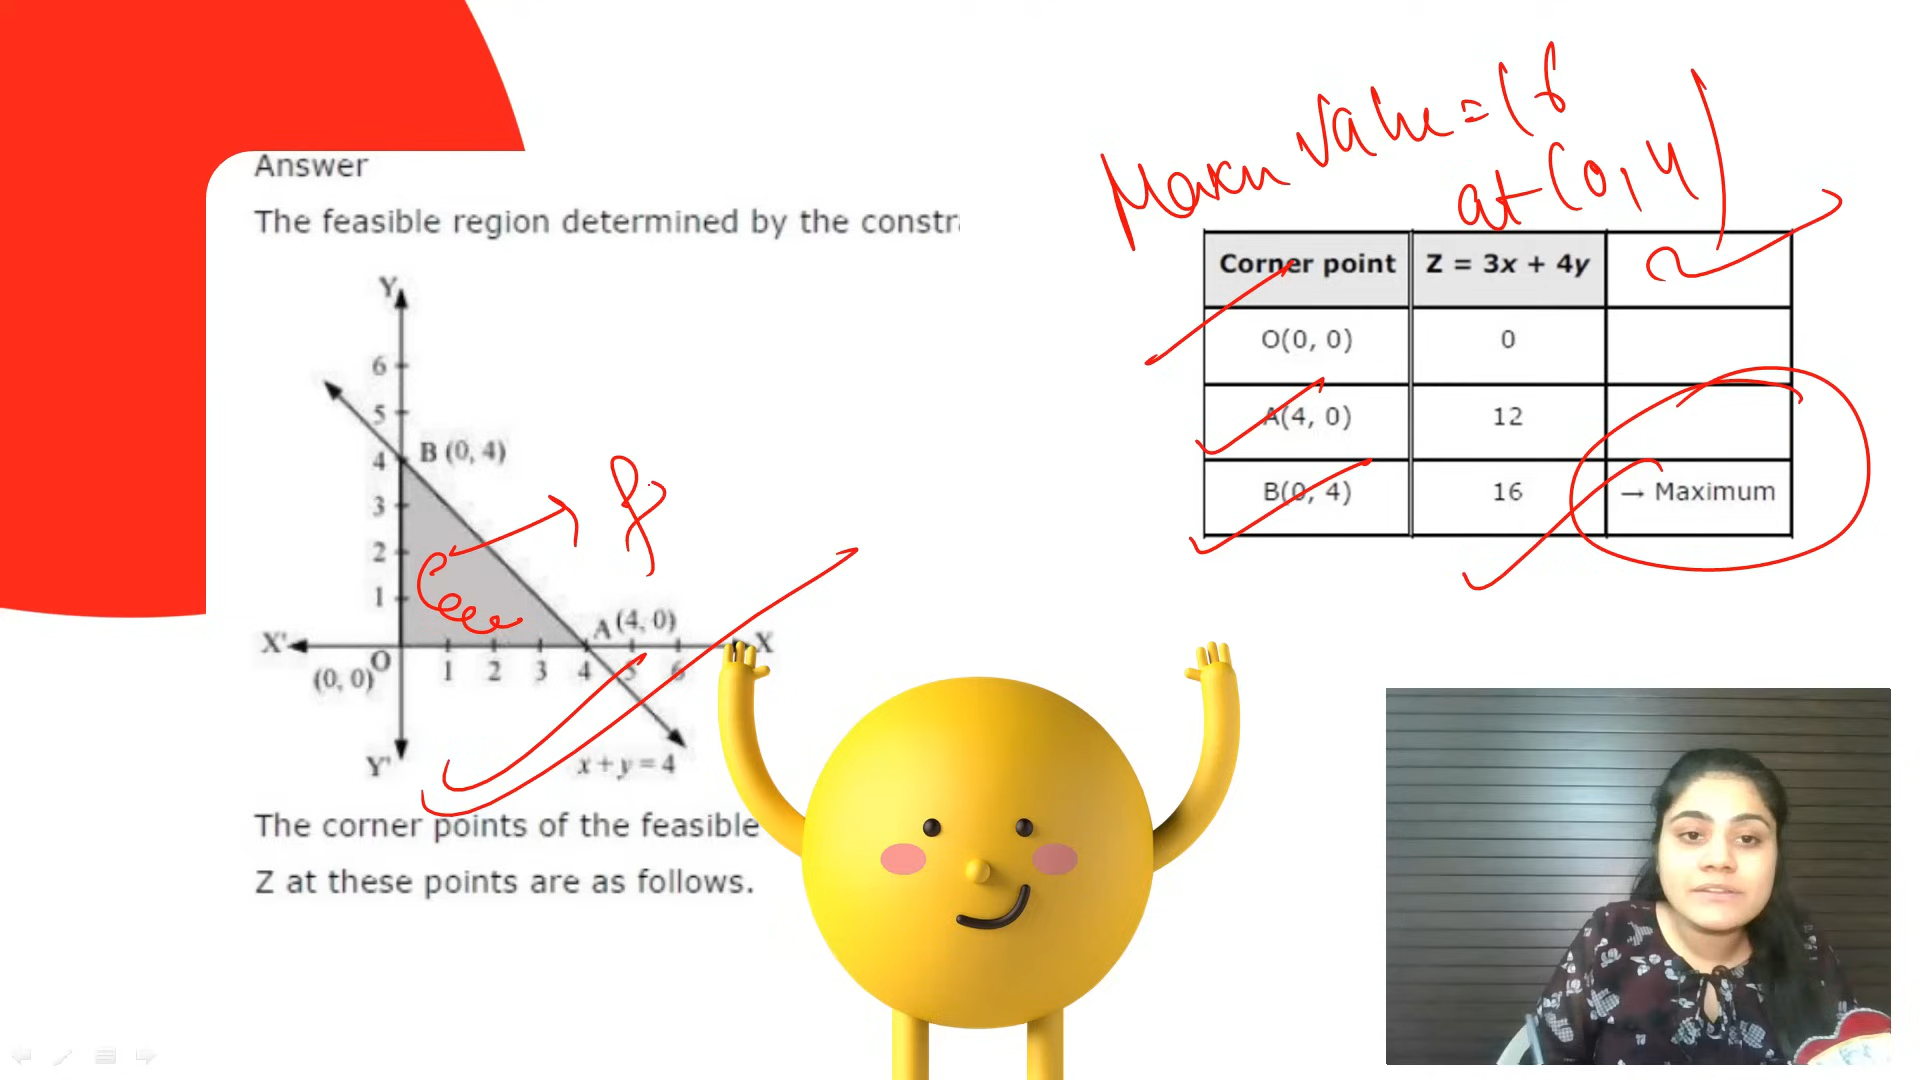 Answer
The feasible region determined by the constr
Y
6
5
4
3
2
1
B (0, 4)
A (4, 0)
X'
O
X
(0, 0)
1 2 3 4 5 6
Y'
x + y = 4
The corner points of the feasible
Z at these points are as follows.
Value = 16
at (0, 4)
Corner point Z = 3x + 4y
O(0, 0) 0
A(4, 0) 12
B(0, 4) 16 → Maximum